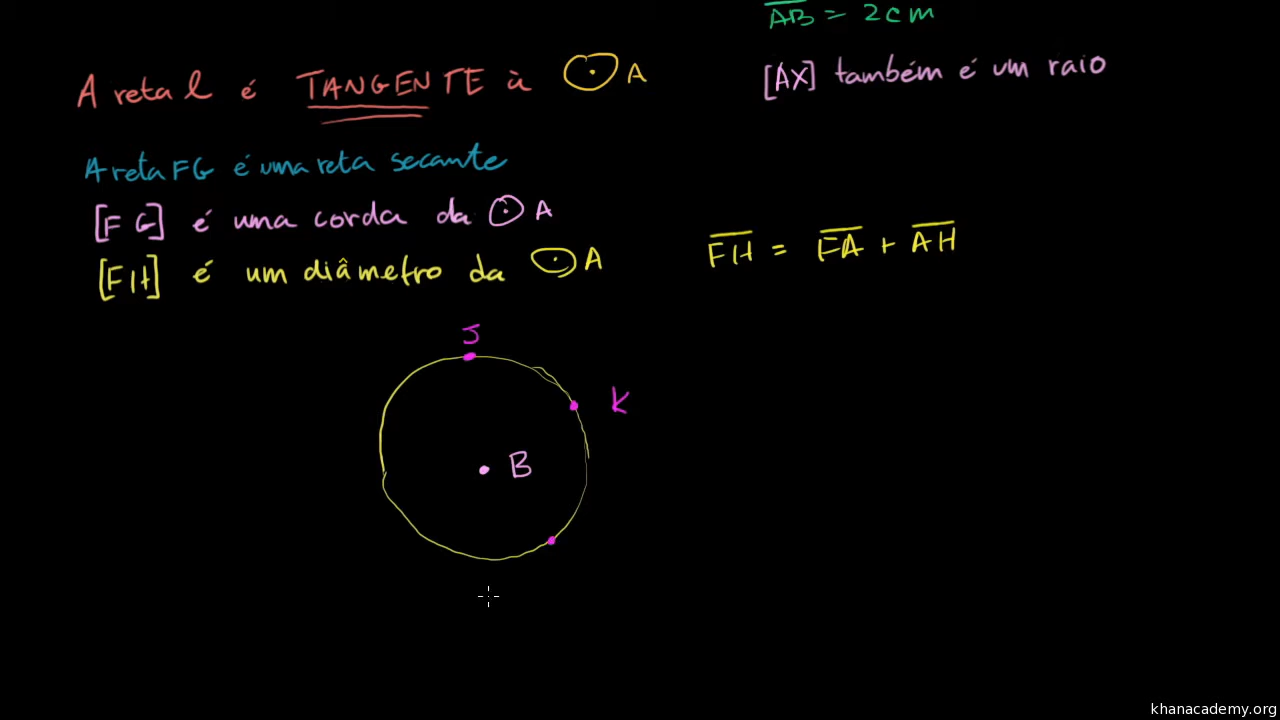 AB = 2cm
A reta l é TANGENTE à ⊙ A
[AX] também é um raio
A reta FG é uma reta secante
[FG] é uma corda da ⊙ A
[FH] é um diâmetro da ⊙ A
FH = FA + AH
J
K
B
khanacademy.org